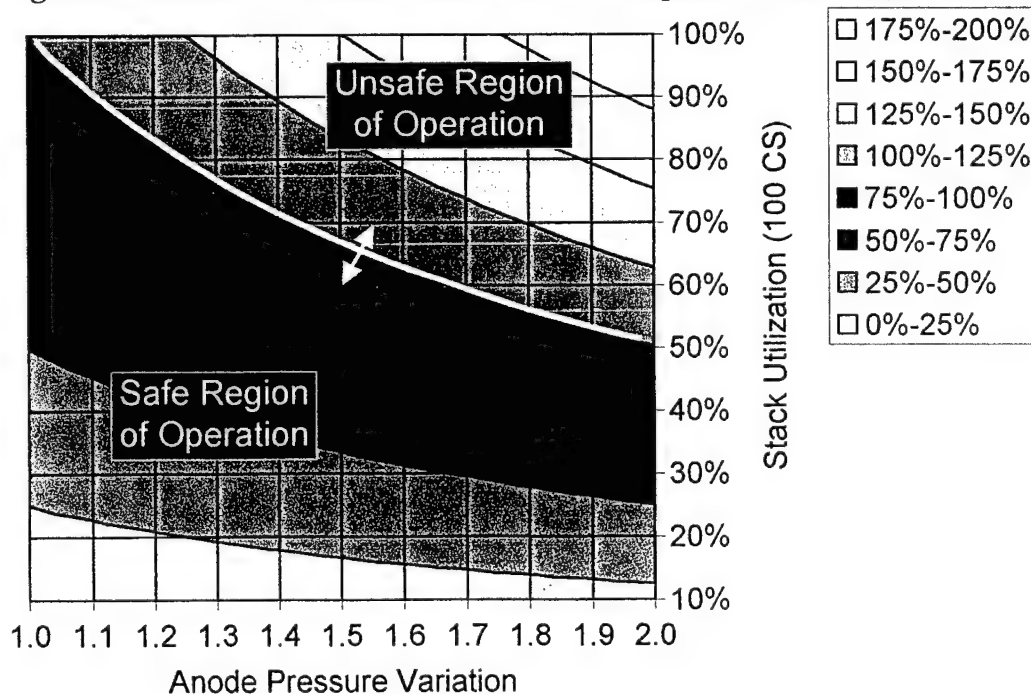 Unsafe Region
of Operation
Safe Region
of Operation
100%
90%
80%
70%
60%
50%
40%
30%
20%
10%
Stack Utilization (100 CS)
1.0 1.1 1.2 1.3 1.4 1.5 1.6 1.7 1.8 1.9 2.0
Anode Pressure Variation
175%-200%
150%-175%
125%-150%
100%-125%
75%-100%
50%-75%
25%-50%
0%-25%